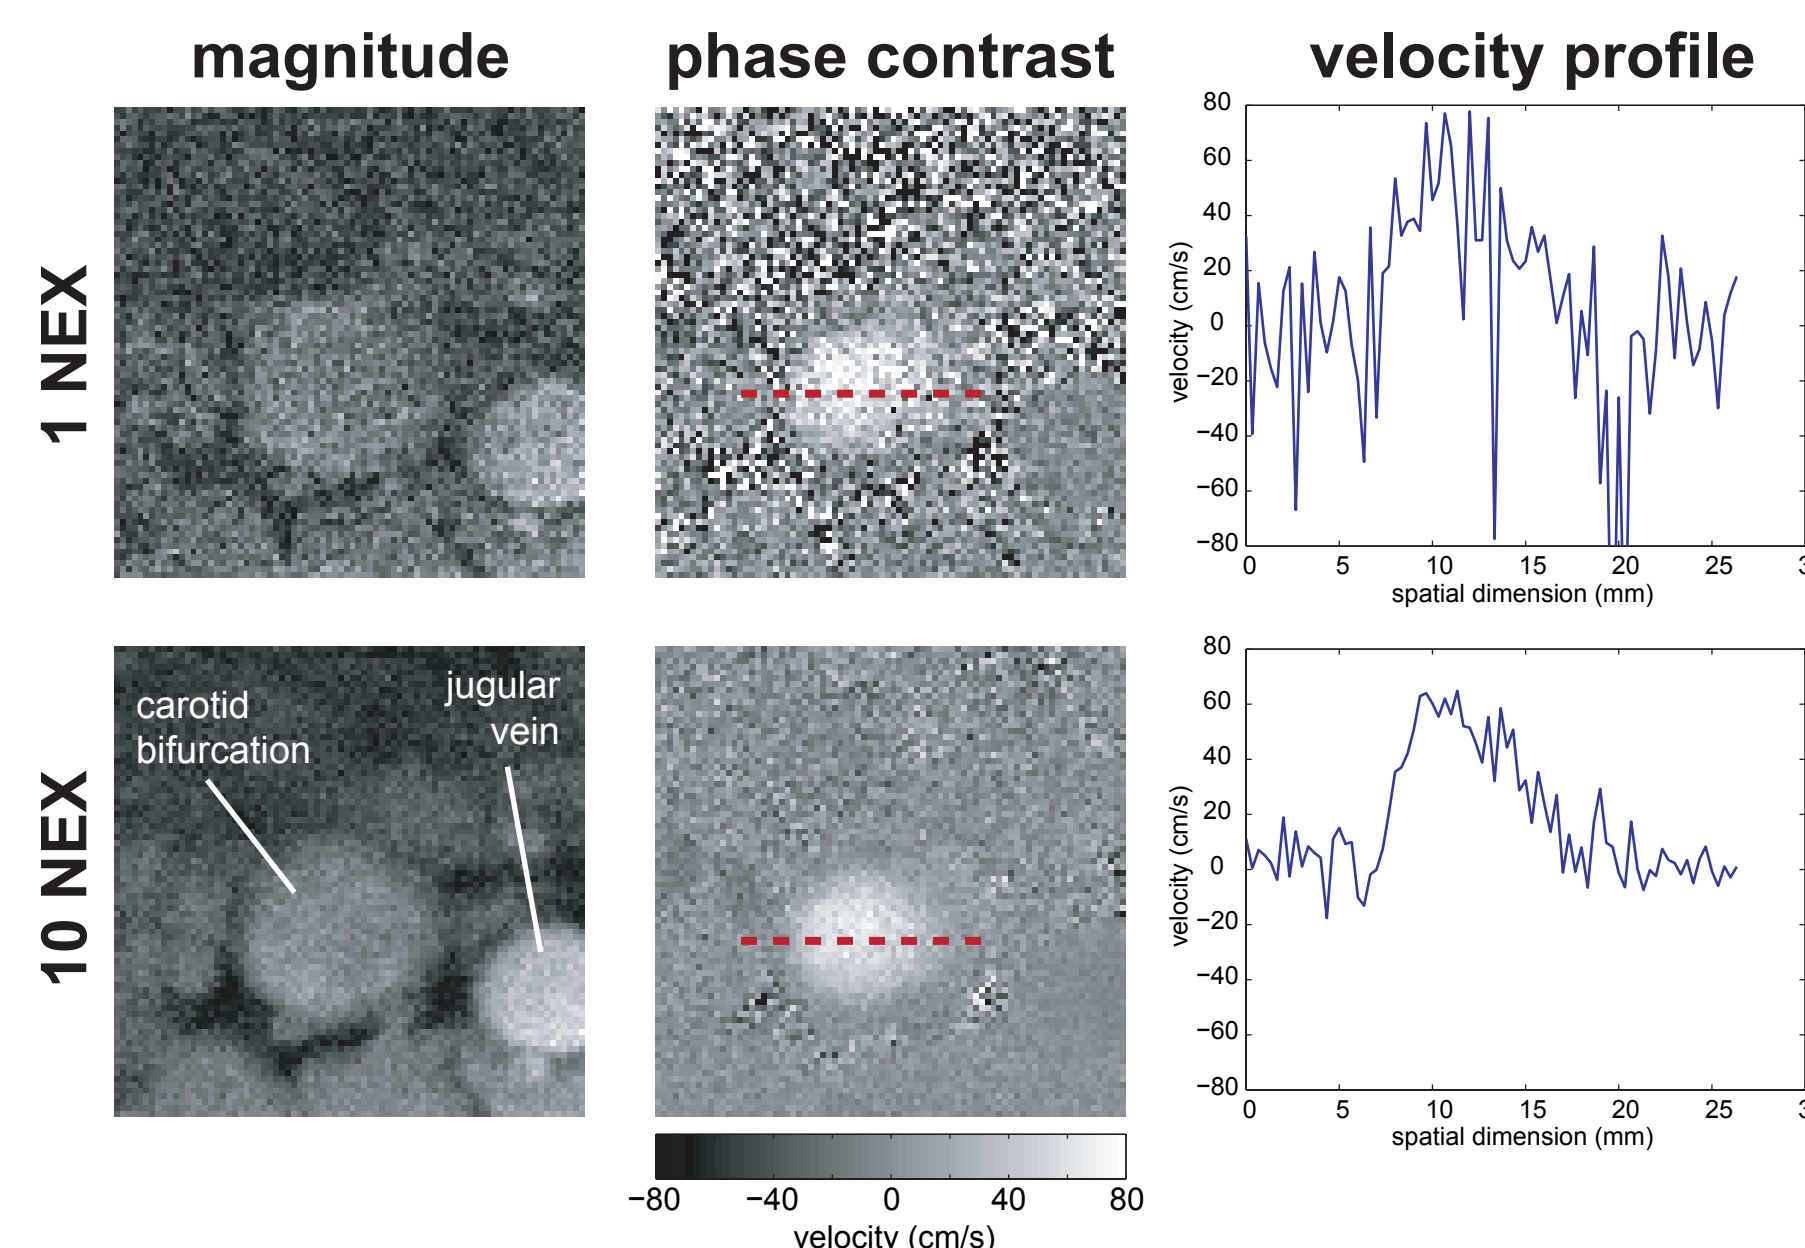 magnitude
phase contrast
velocity profile
1 NEX
80
60
40
20
0
−20
−40
−60
−80
velocity (cm/s)
0 5 10 15 20 25 3
spatial dimension (mm)
10 NEX
carotid
bifurcation
jugular
vein
80
60
40
20
0
−20
−40
−60
−80
velocity (cm/s)
0 5 10 15 20 25 3
spatial dimension (mm)
−80 −40 0 40 80
velocity (cm/s)